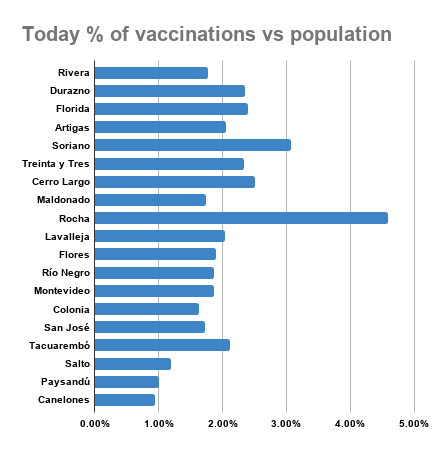 Today % of vaccinations vs population
Rivera
Durazno
Florida
Artigas
Soriano
Treinta y Tres
Cerro Largo
Maldonado
Rocha
Lavalleja
Flores
Río Negro
Montevideo
Colonia
San José
Tacuarembó
Salto
Paysandú
Canelones
0.00% 1.00% 2.00% 3.00% 4.00% 5.00%